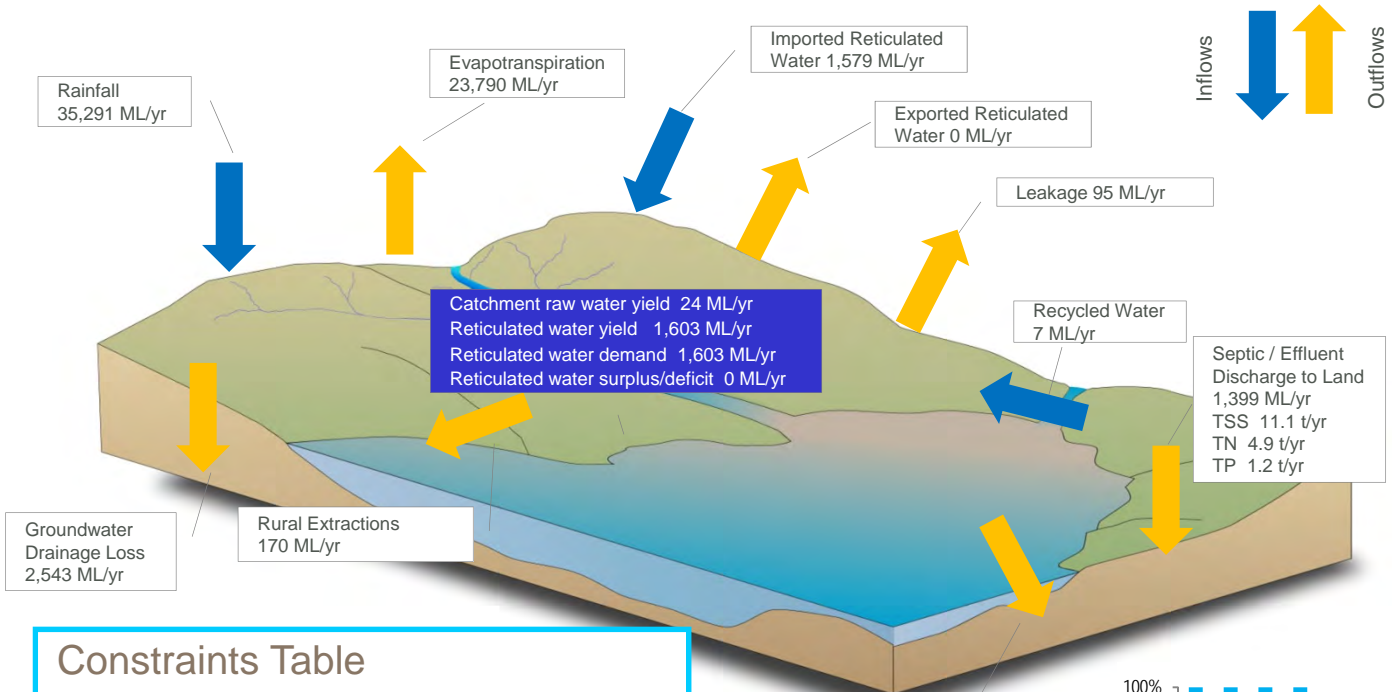 Rainfall
35,291 ML/yr
Evapotranspiration
23,790 ML/yr
Imported Reticulated
Water 1,579 ML/yr
Exported Reticulated
Water 0 ML/yr
Inflows
Outflows
Leakage 95 ML/yr
Catchment raw water yield 24 ML/yr
Reticulated water yield 1,603 ML/yr
Reticulated water demand 1,603 ML/yr
Reticulated water surplus/deficit 0 ML/yr
Recycled Water
7 ML/yr
Septic / Effluent
Discharge to Land
1,399 ML/yr
TSS 11.1 t/yr
TN 4.9 t/yr
TP 1.2 t/yr
Groundwater
Drainage Loss
2,543 ML/yr
Rural Extractions
170 ML/yr
Constraints Table
100%